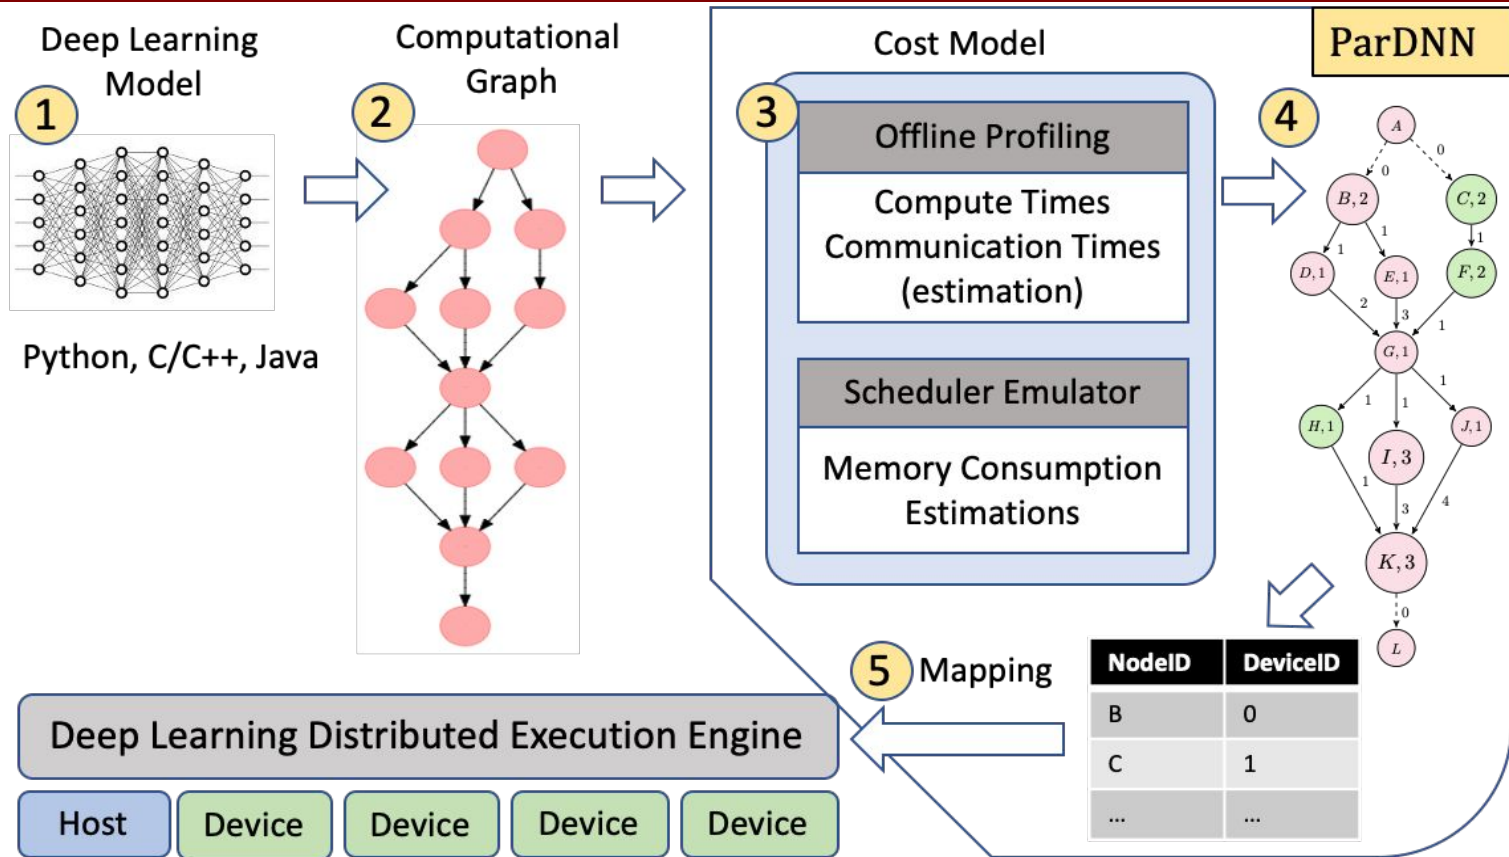 Deep Learning
Model
1
Python, C/C++, Java
Computational
Graph
2
ParDNN
Cost Model
3
Offline Profiling
Compute Times
Communication Times
(estimation)
Scheduler Emulator
Memory Consumption
Estimations
4
A
0
0
B, 2
C, 2
1
1
1
D, 1
E, 1
F, 2
2
3
1
G, 1
1
1
1
H, 1
I, 3
J, 1
1
3
4
K, 3
0
L
5
Mapping
NodeID DeviceID
B 0
C 1
... ...
Deep Learning Distributed Execution Engine
Host Device Device Device Device